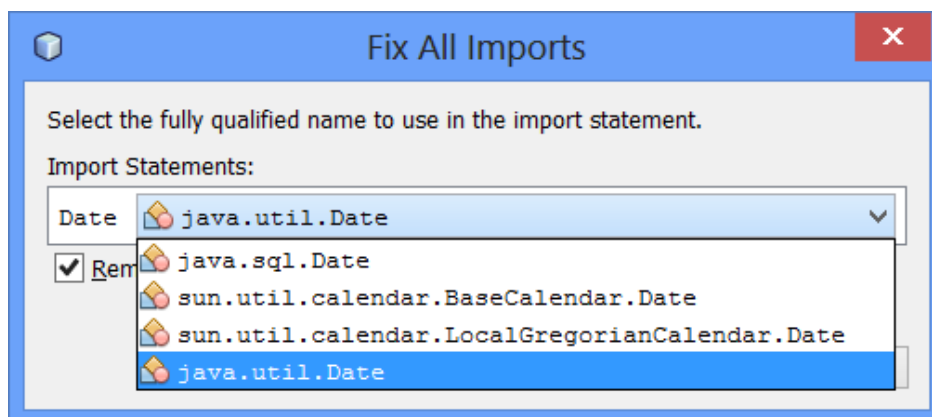 Fix All Imports
Select the fully qualified name to use in the import statement.
Import Statements:
Date java.util.Date
java.sql.Date
Rem
sun.util.calendar.BaseCalendar.Date
sun.util.calendar.LocalGregorianCalendar.Date
java.util.Date